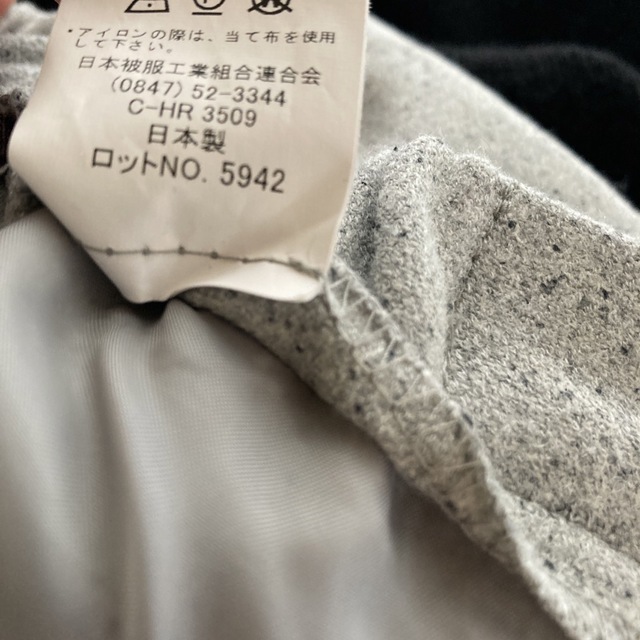 *アイロンの際は、当て布を使用
して下さい。
日本被服工業組合連合会
(0847) 52-3344
C-HR 3509
日本製
ロットNO. 5942